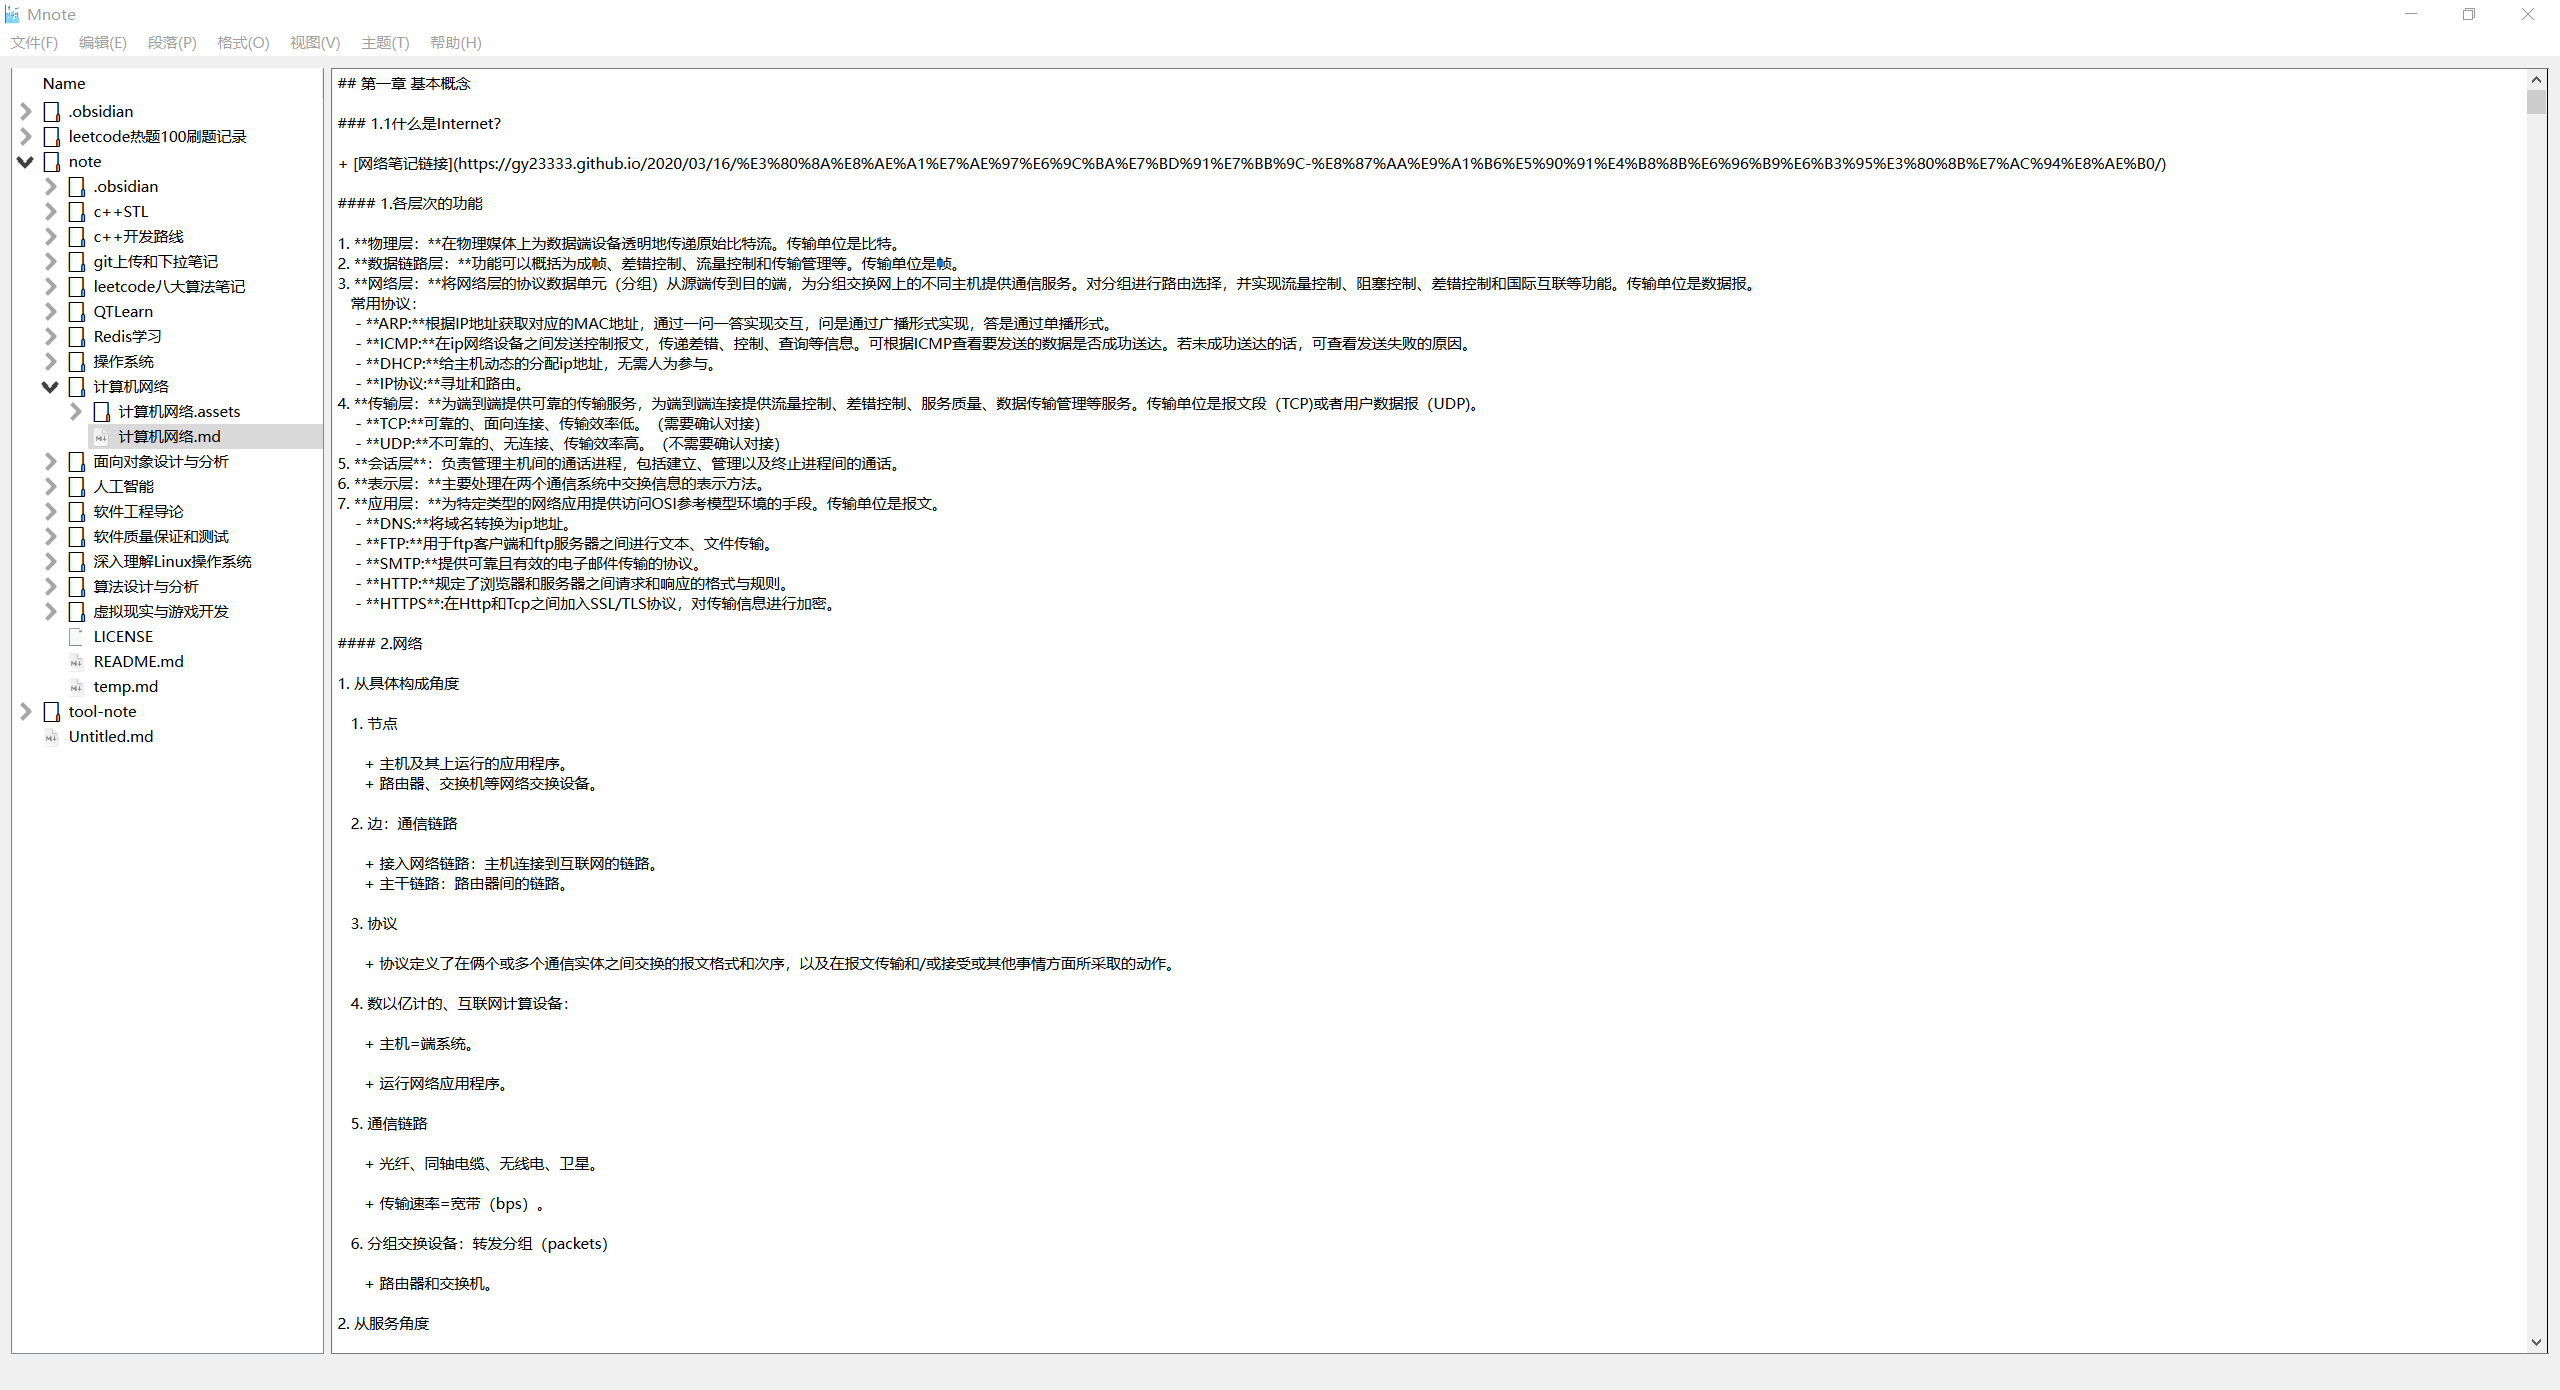 Mnote
文件(F) 编辑(E) 段落(P) 格式(O) 视图(V) 主题(T) 帮助(H)
Name
.obsidian
leetcode热题100刷题记录
note
.obsidian
c++STL
c++开发路线
git上传和下拉笔记
leetcode八大算法笔记
QTLearn
Redis学习
操作系统
计算机网络
计算机网络.assets
计算机网络.md
面向对象设计与分析
人工智能
软件工程导论
软件质量保证和测试
深入理解Linux操作系统
算法设计与分析
虚拟现实与游戏开发
LICENSE
README.md
temp.md
tool-note
Untitled.md
## 第一章 基本概念
### 1.1什么是Internet?
+ [网络笔记链接](https://gy23333.github.io/2020/03/16/%E3%80%8A%E8%AE%A1%E7%AE%97%E6%9C%BA%E7%BD%91%E7%BB%9C-%E8%87%AA%E9%A1%B6%E5%90%91%E4%B8%8B%E6%96%B9%E6%B3%95%E3%80%8B%E7%AC%94%E8%AE%B0/)
#### 1.各层次的功能
1. **物理层：**在物理媒体上为数据端设备透明地传递原始比特流。传输单位是比特。
2. **数据链路层：**功能可以概括为成帧、差错控制、流量控制和传输管理等。传输单位是帧。
3. **网络层：**将网络层的协议数据单元（分组）从源端传到目的端，为分组交换网上的不同主机提供通信服务。对分组进行路由选择，并实现流量控制、阻塞控制、差错控制和国际互联等功能。传输单位是数据报。
常用协议：
- **ARP:**根据IP地址获取对应的MAC地址，通过一问一答实现交互，问是通过广播形式实现，答是通过单播形式。
- **ICMP:**在ip网络设备之间发送控制报文，传递差错、控制、查询等信息。可根据ICMP查看要发送的数据是否成功送达。若未成功送达的话，可查看发送失败的原因。
- **DHCP:**给主机动态的分配ip地址，无需人为参与。
- **IP协议:**寻址和路由。
4. **传输层：**为端到端提供可靠的传输服务，为端到端连接提供流量控制、差错控制、服务质量、数据传输管理等服务。传输单位是报文段（TCP)或者用户数据报（UDP)。
- **TCP:**可靠的、面向连接、传输效率低。（需要确认对接）
- **UDP:**不可靠的、无连接、传输效率高。（不需要确认对接）
5. **会话层**：负责管理主机间的通话进程，包括建立、管理以及终止进程间的通话。
6. **表示层：**主要处理在两个通信系统中交换信息的表示方法。
7. **应用层：**为特定类型的网络应用提供访问OSI参考模型环境的手段。传输单位是报文。
- **DNS:**将域名转换为ip地址。
- **FTP:**用于ftp客户端和ftp服务器之间进行文本、文件传输。
- **SMTP:**提供可靠且有效的电子邮件传输的协议。
- **HTTP:**规定了浏览器和服务器之间请求和响应的格式与规则。
- **HTTPS**:在Http和Tcp之间加入SSL/TLS协议，对传输信息进行加密。
#### 2.网络
1. 从具体构成角度
1. 节点
+ 主机及其上运行的应用程序。
+ 路由器、交换机等网络交换设备。
2. 边：通信链路
+ 接入网络链路：主机连接到互联网的链路。
+ 主干链路：路由器间的链路。
3. 协议
+ 协议定义了在俩个或多个通信实体之间交换的报文格式和次序，以及在报文传输和/或接受或其他事情方面所采取的动作。
4. 数以亿计的、互联网计算设备：
+ 主机=端系统。
+ 运行网络应用程序。
5. 通信链路
+ 光纤、同轴电缆、无线电、卫星。
+ 传输速率=宽带（bps）。
6. 分组交换设备：转发分组（packets）
+ 路由器和交换机。
2. 从服务角度